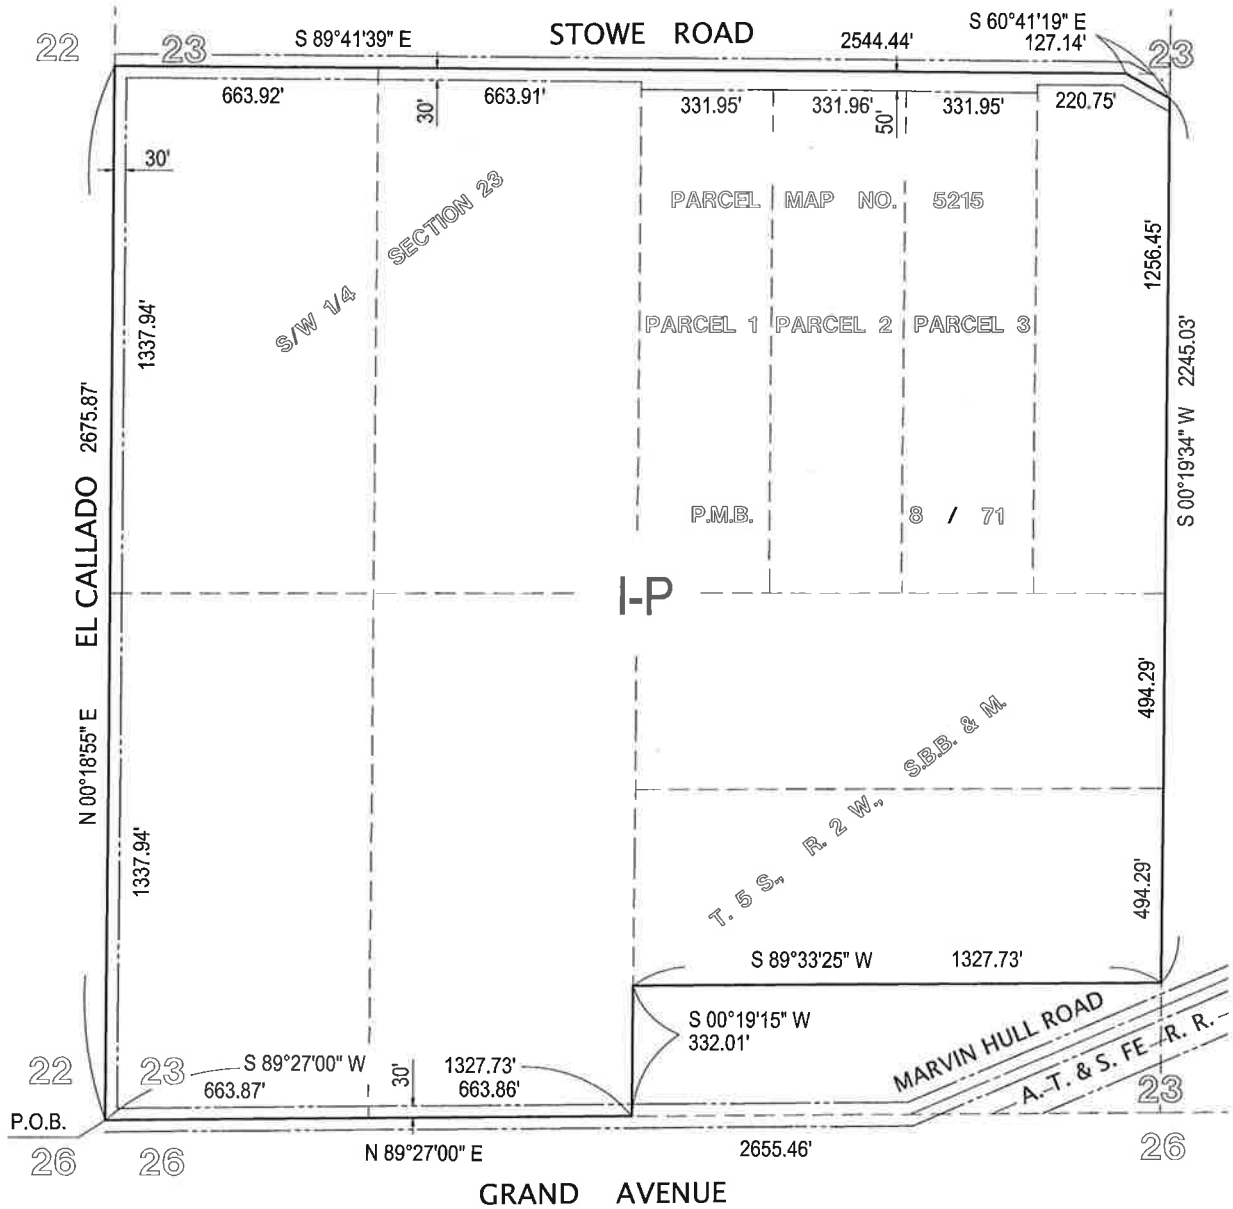 22 23 S 89°41'39" E STOWE ROAD 2544.44' S 60°41'19" E
127.14' 23
663.92' 663.91' 331.95' 331.96' 331.95' 220.75'
30' 50'
30'
PARCEL MAP NO. 5215
SECTION 23
S/W 1/4
1256.45'
1337.94'
PARCEL 1 PARCEL 2 PARCEL 3
S 00°19'34" W 2245.03'
N 00°18'55" E EL CALLADO 2675.87'
P.M.B. 8 / 71
I-P
494.29'
T. 5 S., R. 2 W., S.B.B. & M.
1337.94'
494.29'
S 89°33'25" W 1327.73'
S 00°19'15" W
332.01'
MARVIN HULL ROAD
A.T. & S. FE R. R.
22 23 S 89°27'00" W 1327.73' 30' 23
663.87' 663.86'
P.O.B.
26 26 N 89°27'00" E 2655.46' 26
GRAND AVENUE